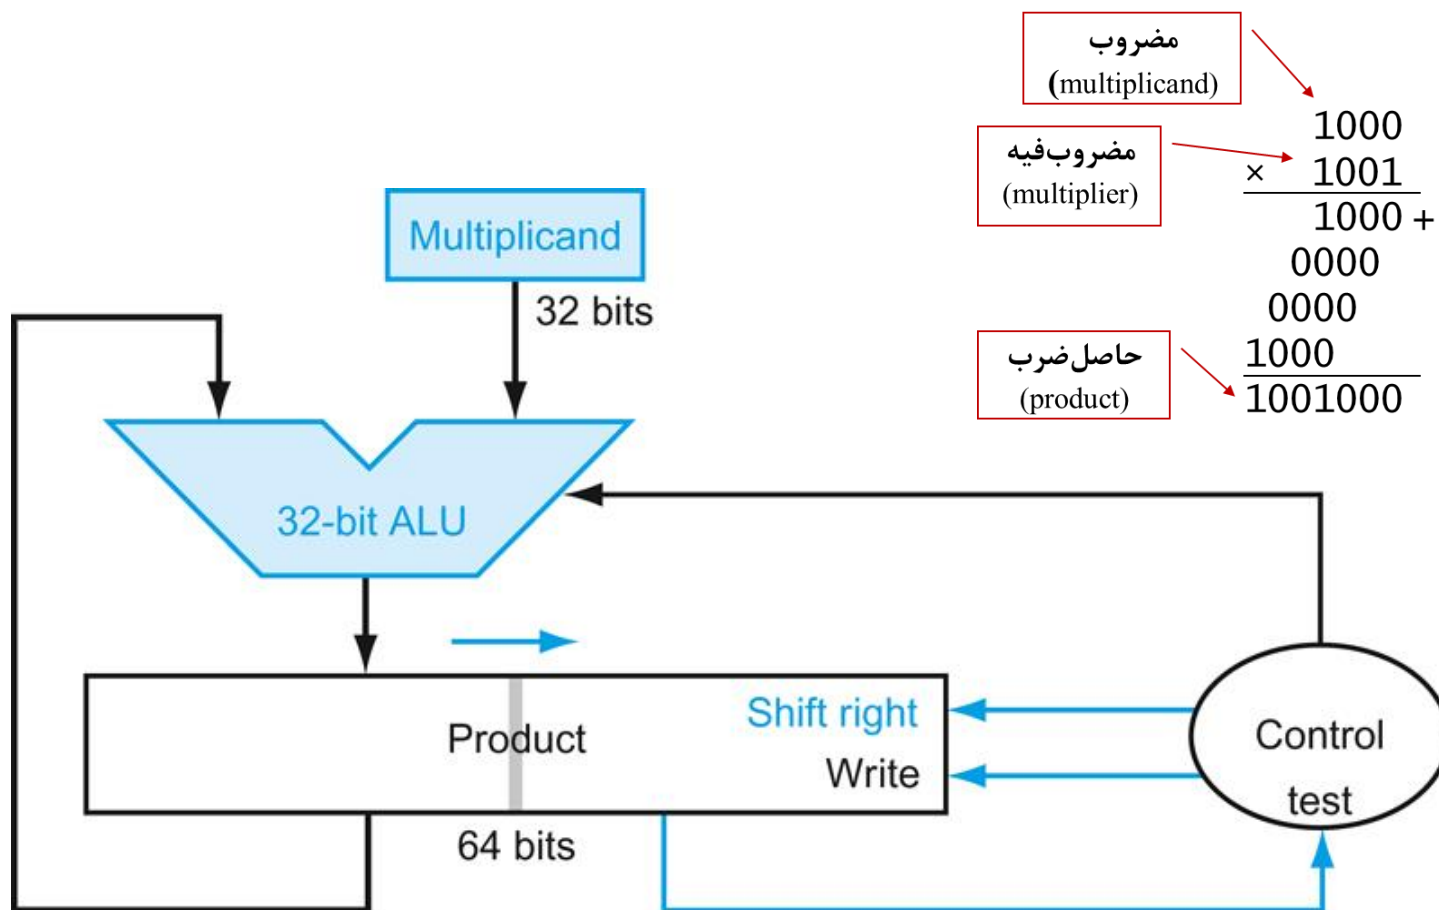 مضروب
(multiplicand)
مضروب‌فیه
(multiplier)
حاصل‌ضرب
(product)
1000
× 1001
1000 +
0000
0000
1000
1001000
Multiplicand
32 bits
32-bit ALU
Product
Shift right
Write
64 bits
Control
test